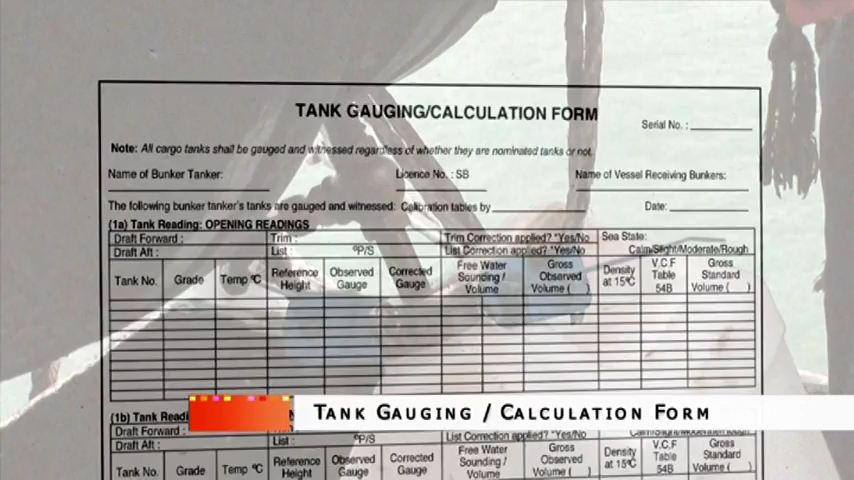 TANK GAUGING/CALCULATION FORM
Serial No. :
Note: All cargo tanks shall be gauged and witnessed regardless of whether they are nominated tanks or not.
Name of Bunker Tanker: Licence No. : SB Name of Vessel Receiving Bunkers:
The following bunker tanker's tanks are gauged and witnessed: Calibration tables by Date:
(1a) Tank Reading: OPENING READINGS
Draft Forward : Trim : Trim Correction applied? *Yes/No Sea State:
Draft Aft : List : ºP/S List Correction applied? *Yes/No Calm/Slight/Moderate/Rough
Tank No. Grade Temp ºC Reference Height Observed Gauge Corrected Gauge Free Water Sounding / Volume Gross Observed Volume ( ) Density at 15ºC V.C.F Table 54B Gross Standard Volume ( )
TANK GAUGING / CALCULATION FORM
(1b) Tank Readi
Draft Forward :
Draft Aft : List : ºP/S List Correction applied? *Yes/No
Tank No. Grade Temp ºC Reference Height Observed Gauge Corrected Gauge Free Water Sounding / Volume Gross Observed Volume ( ) Density at 15ºC V.C.F Table 54B Gross Standard Volume ( )